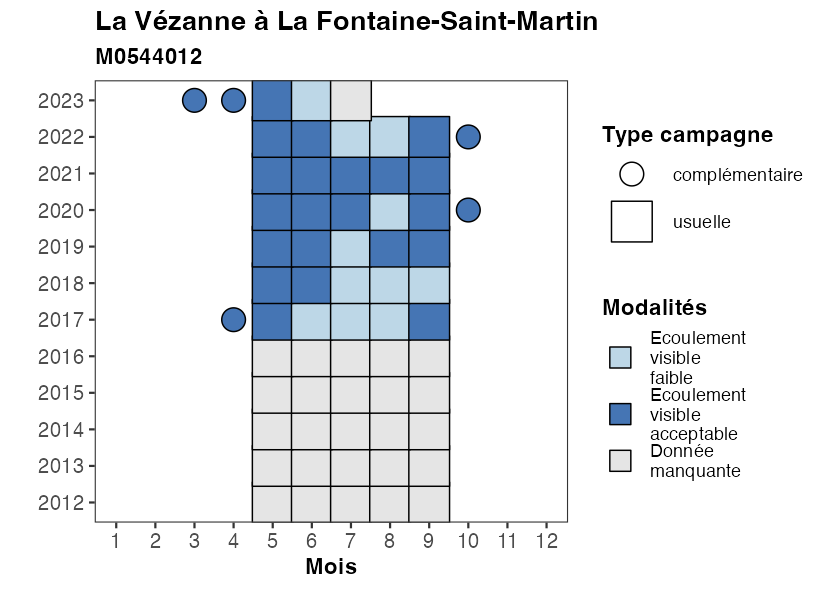 La Vézanne à La Fontaine-Saint-Martin
M0544012
2023
2022
2021
2020
2019
2018
2017
2016
2015
2014
2013
2012
1 2 3 4 5 6 7 8 9 10 11 12
Mois
Type campagne
complémentaire
usuelle
Modalités
Ecoulement
visible
faible
Ecoulement
visible
acceptable
Donnée
manquante